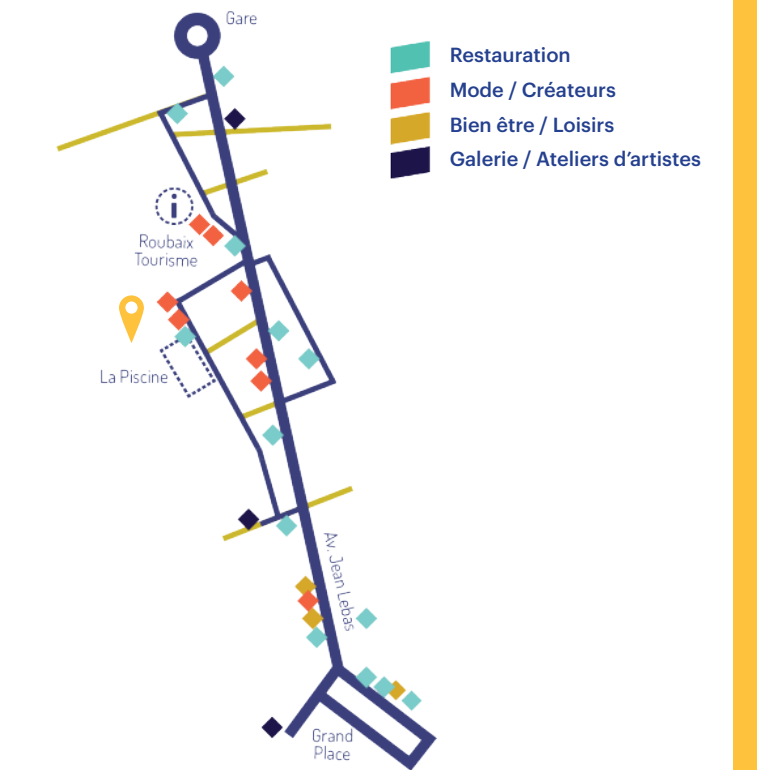 Gare
Restauration
Mode / Créateurs
Bien être / Loisirs
Galerie / Ateliers d’artistes
i
Roubaix
Tourisme
La Piscine
Av. Jean Lebas
Grand
Place